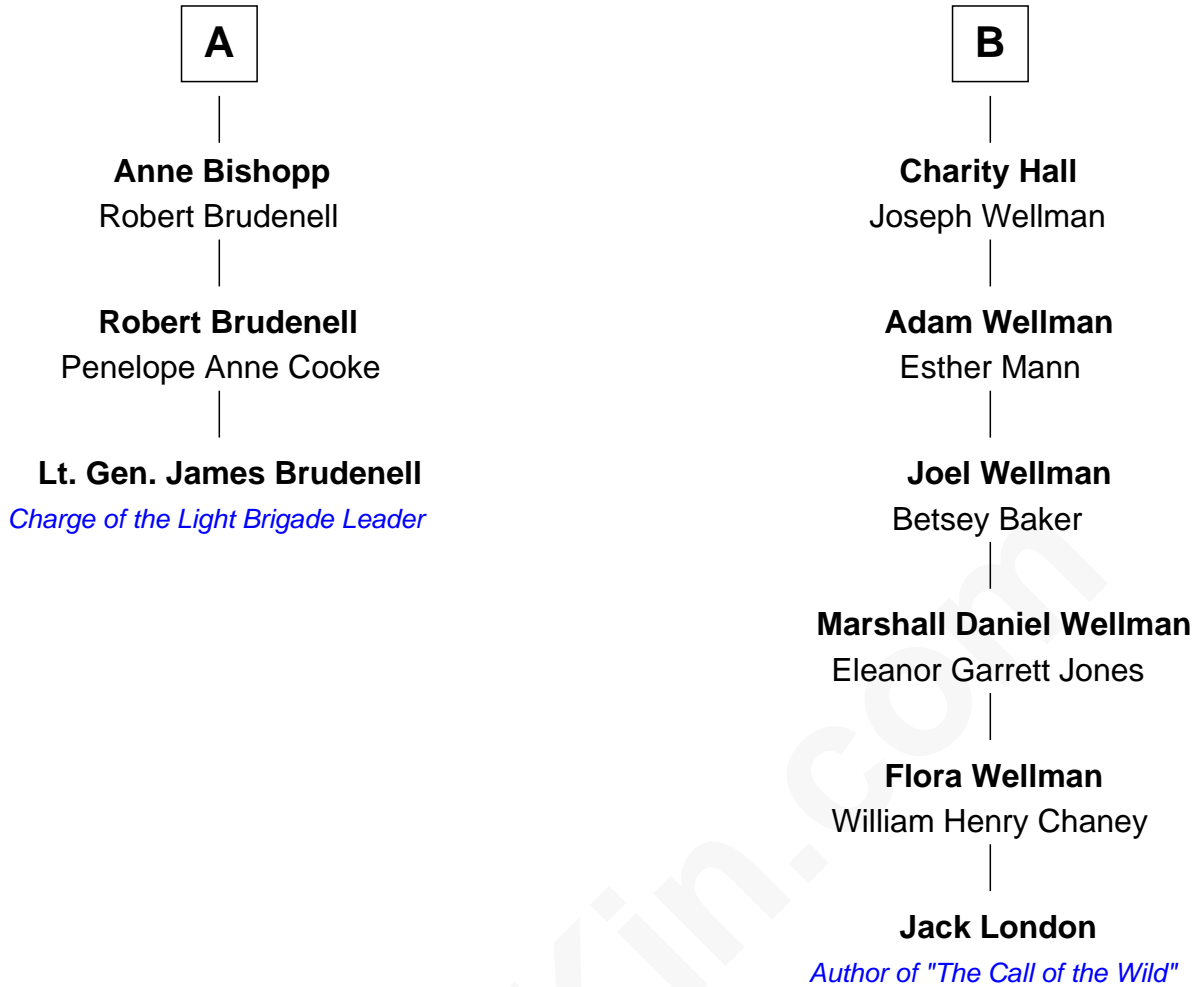 A
Anne Bishopp
Robert Brudenell
Robert Brudenell
Penelope Anne Cooke
Lt. Gen. James Brudenell
Charge of the Light Brigade Leader
B
Charity Hall
Joseph Wellman
Adam Wellman
Esther Mann
Joel Wellman
Betsey Baker
Marshall Daniel Wellman
Eleanor Garrett Jones
Flora Wellman
William Henry Chaney
Jack London
Author of "The Call of the Wild"
Kin.com